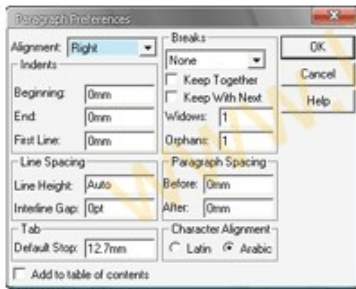 Paragraph Preferences
Alignment: Right
Indents
Beginning: 0mm
End: 0mm
First Line: 0mm
Line Spacing
Line Height: Auto
Interline Gap: 0pt
Tab
Default Stop: 12.7mm
Add to table of contents
Breaks
None
Keep Together
Keep With Next
Widows: 1
Orphans: 1
Paragraph Spacing
Before: 0mm
After: 0mm
Character Alignment
Latin Arabic
OK
Cancel
Help